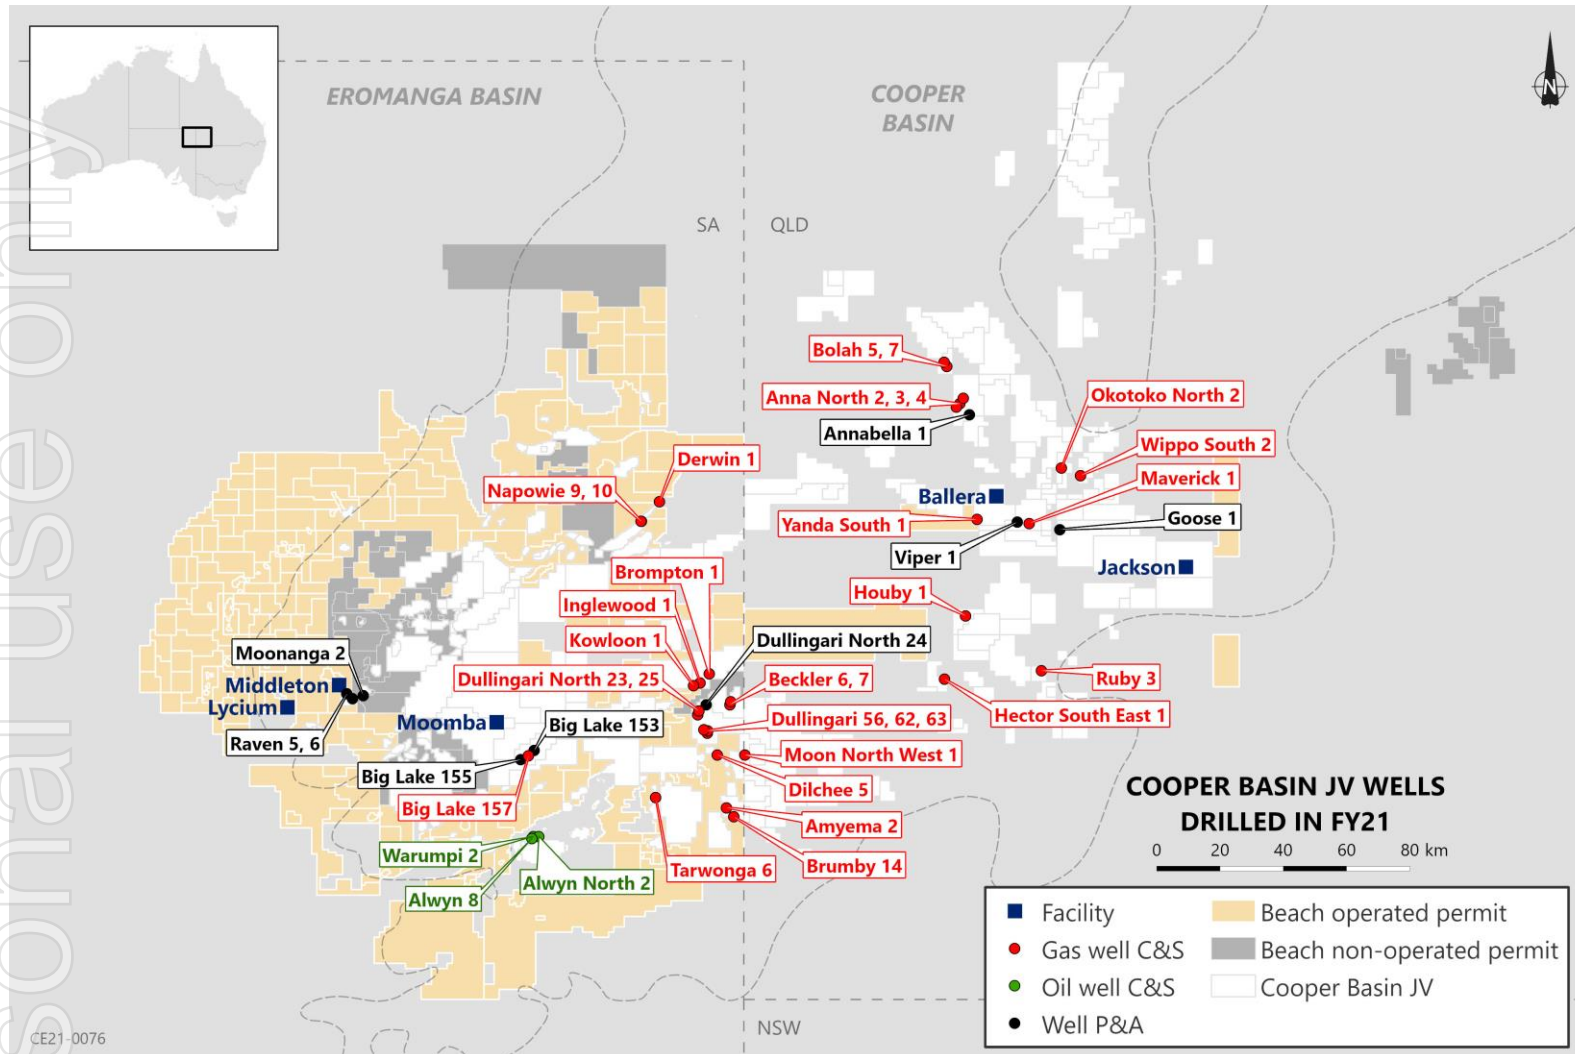 EROMANGA BASIN
COOPER
BASIN
N
SA
QLD
Bolah 5, 7
Anna North 2, 3, 4
Annabella 1
Okotoko North 2
Wippo South 2
Maverick 1
Goose 1
Ballera
Yanda South 1
Viper 1
Jackson
Derwin 1
Napowie 9, 10
Brompton 1
Inglewood 1
Kowloon 1
Houby 1
Dullingari North 24
Dullingari North 23, 25
Beckler 6, 7
Ruby 3
Hector South East 1
Moonanga 2
Middleton
Lycium
Raven 5, 6
Moomba
Big Lake 153
Big Lake 155
Big Lake 157
Dullingari 56, 62, 63
Moon North West 1
Dilchee 5
Amyema 2
Brumby 14
Tarwonga 6
Warumpi 2
Alwyn North 2
Alwyn 8
COOPER BASIN JV WELLS
DRILLED IN FY21
0 20 40 60 80 km
Facility
Gas well C&S
Oil well C&S
Well P&A
Beach operated permit
Beach non-operated permit
Cooper Basin JV
NSW
CE21-0076
sonal use only